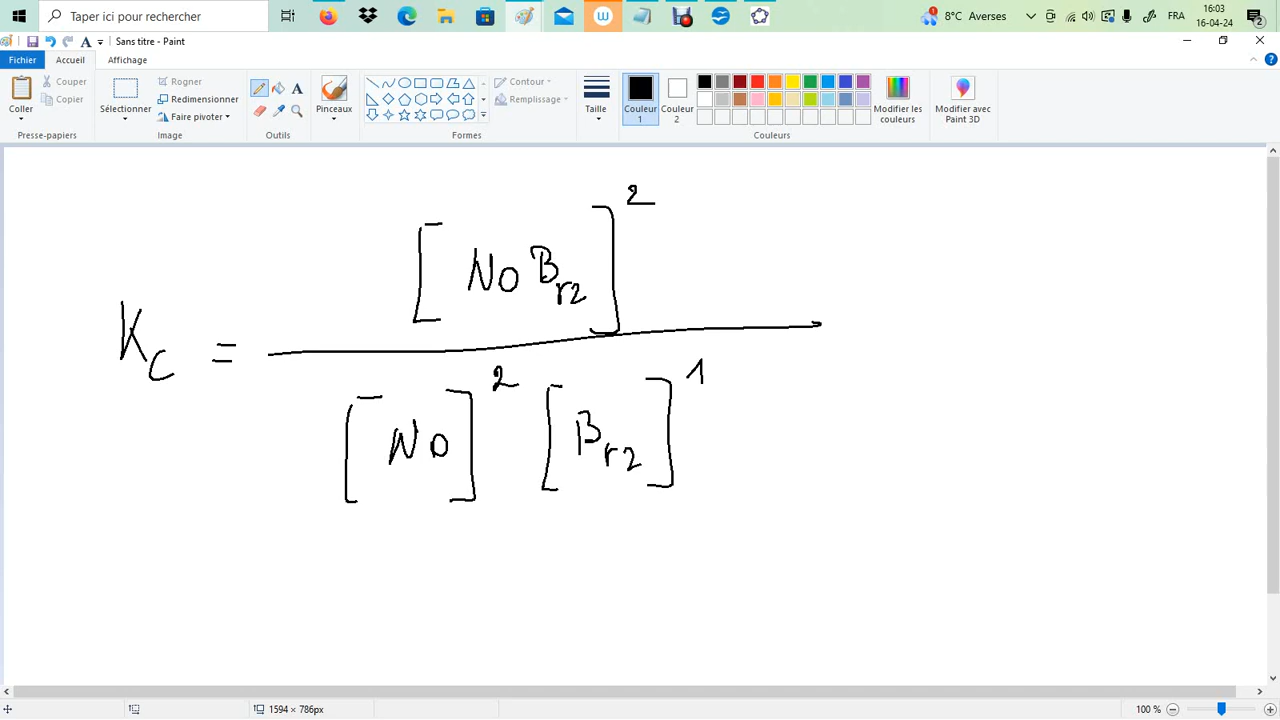 Taper ici pour rechercher
W
8°C Averses
FRA
16:03
16-04-24
2
Sans titre - Paint
Fichier
Accueil
Affichage
Coller
Couper
Copier
Presse-papiers
Sélectionner
Rogner
Redimensionner
Faire pivoter
Image
A
Outils
Pinceaux
Contour
Remplissage
Formes
Taille
Couleur
1
Couleur
2
Modifier les
couleurs
Couleurs
Modifier avec
Paint 3D
[NoBr2]²
Kc =
[No]² [Br2]¹
1594 × 786px
100 %